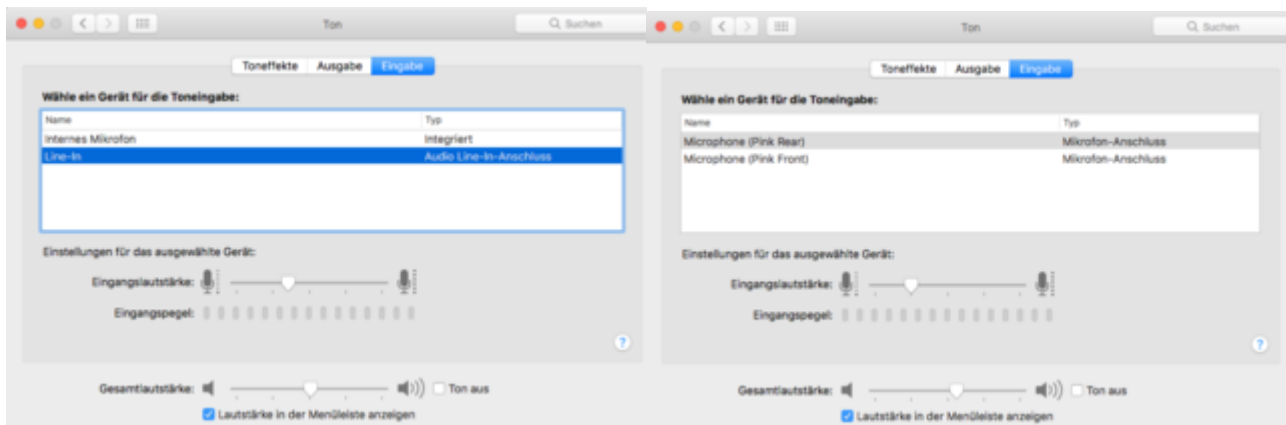 Ton
Suchen
Toneffekte Ausgabe Eingabe
Wähle ein Gerät für die Toneingabe:
Name Typ
Internes Mikrofon Integriert
Line-In Audio Line-In-Anschluss
Einstellungen für das ausgewählte Gerät:
Eingangslautstärke:
Eingangspegel:
?
Gesamtlautstärke: Ton aus
Lautstärke in der Menüleiste anzeigen
Ton
Suchen
Toneffekte Ausgabe Eingabe
Wähle ein Gerät für die Toneingabe:
Name Typ
Microphone (Pink Rear) Mikrofon-Anschluss
Microphone (Pink Front) Mikrofon-Anschluss
Einstellungen für das ausgewählte Gerät:
Eingangslautstärke:
Eingangspegel:
?
Gesamtlautstärke: Ton aus
Lautstärke in der Menüleiste anzeigen